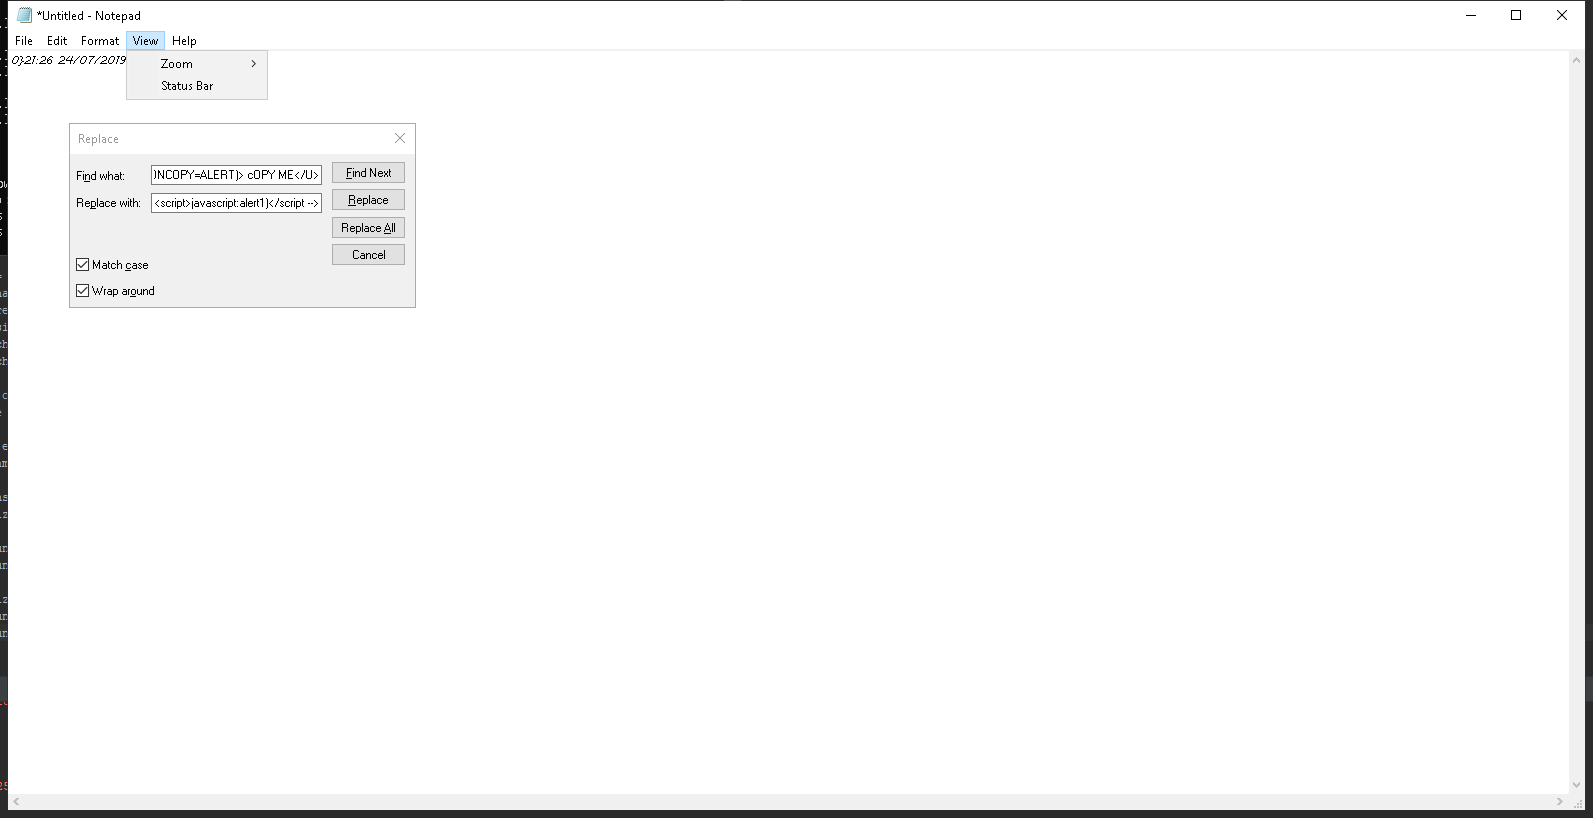 *Untitled - Notepad
File Edit Format View Help
21:26 24/07/2019
Zoom
Status Bar
Replace
Find what:
NCOPY=ALERT)> cOPY ME</U>
Find Next
Replace with:
<script>javascript:alert1)</script -->
Replace
Replace All
Cancel
Match case
Wrap around